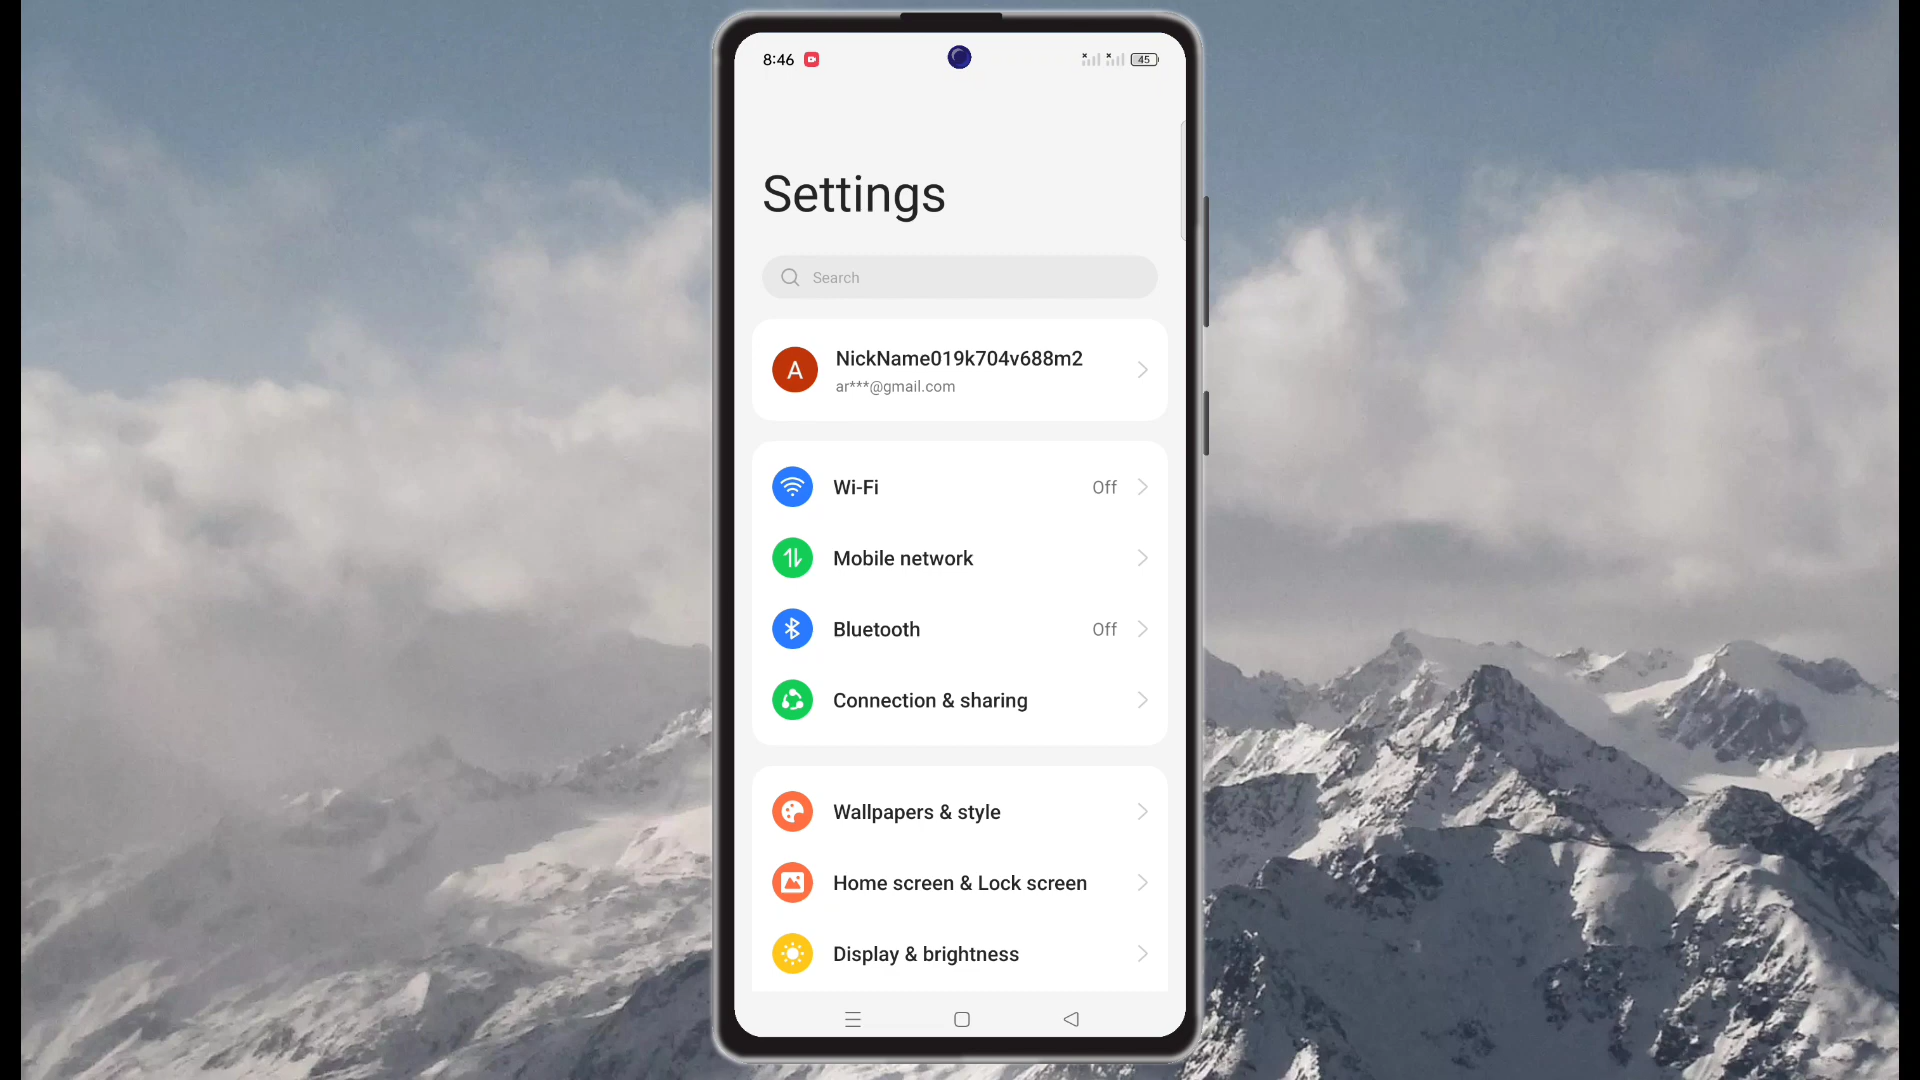 8:46
45
Settings
Search
A
NickName019k704v688m2
ar***@gmail.com
Wi-Fi Off
Mobile network
Bluetooth Off
Connection & sharing
Wallpapers & style
Home screen & Lock screen
Display & brightness